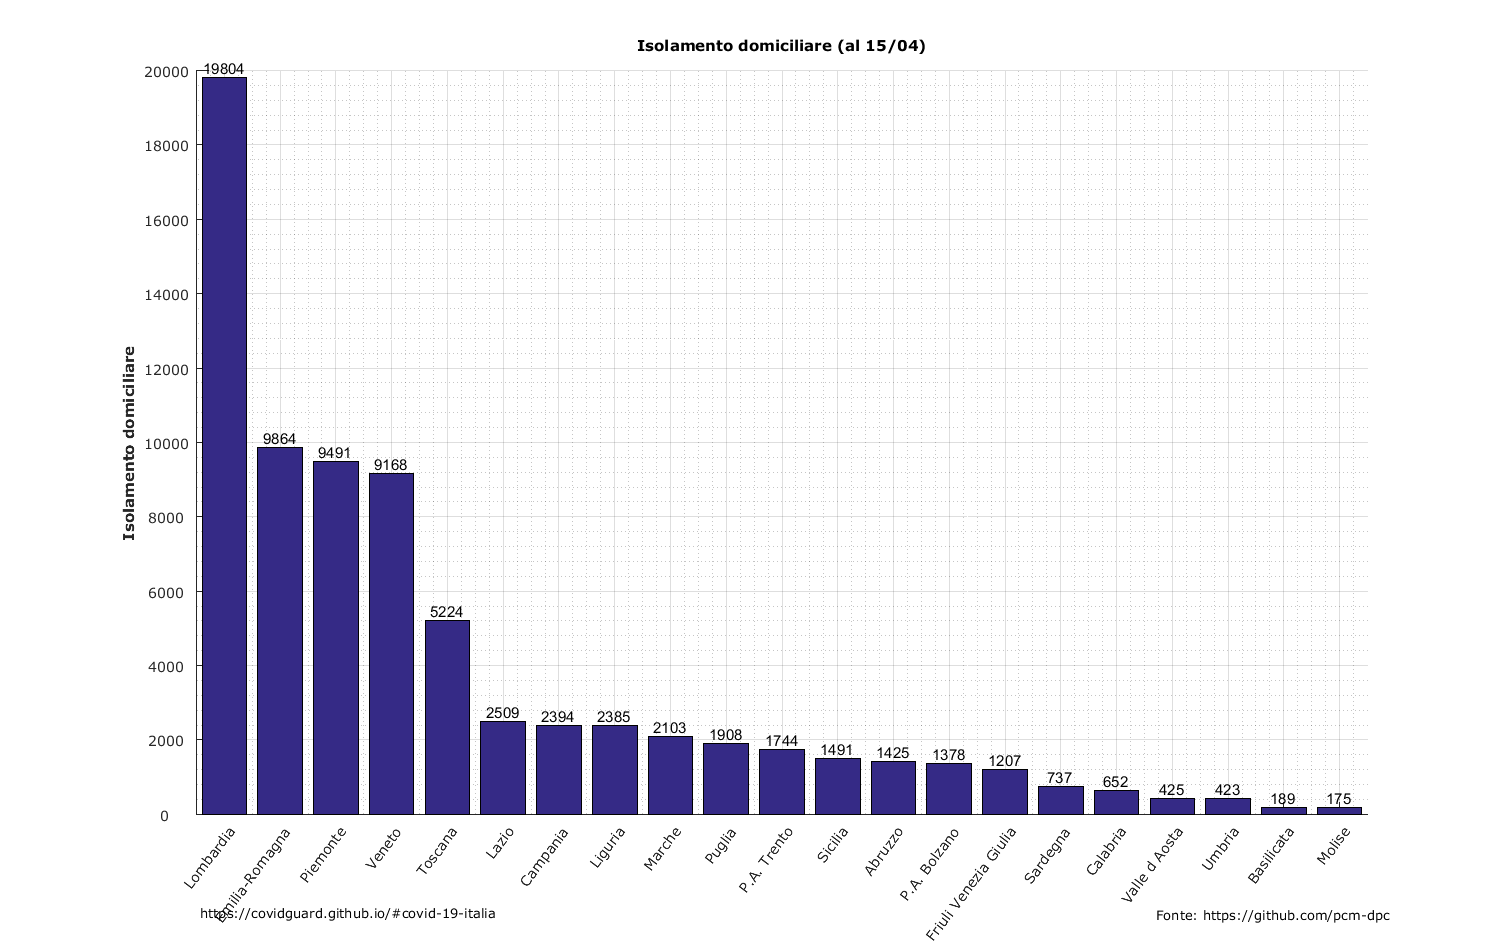 Isolamento domiciliare (al 15/04)
Isolamento domiciliare
20000
18000
16000
14000
12000
10000
8000
6000
4000
2000
0
19804
9864
9491
9168
5224
2509
2394
2385
2103
1908
1744
1491
1425
1378
1207
737
652
425
423
189
175
Lombardia
Emilia-Romagna
Piemonte
Veneto
Toscana
Lazio
Campania
Liguria
Marche
Puglia
P.A. Trento
Sicilia
Abruzzo
P.A. Bolzano
Friuli Venezia Giulia
Sardegna
Calabria
Valle d Aosta
Umbria
Basilicata
Molise
https://covidguard.github.io/#covid-19-italia
Fonte: https://github.com/pcm-dpc